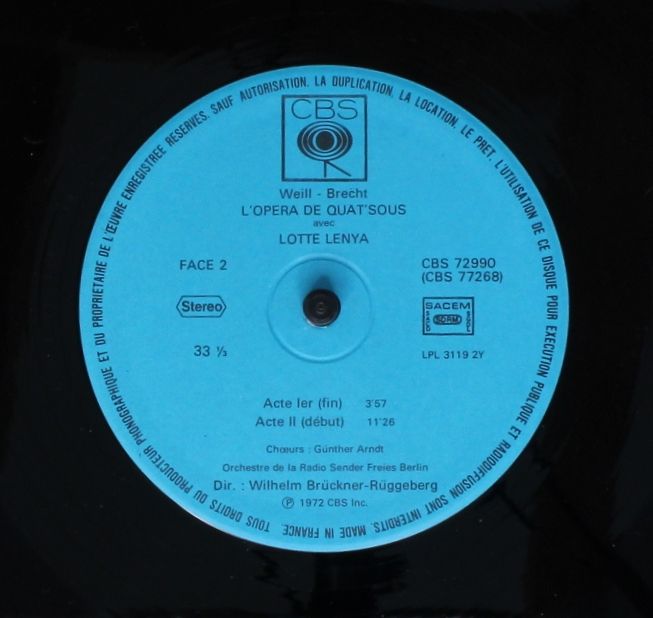 TOUS DROITS DU PRODUCTEUR PHONOGRAPHIQUE ET DU PROPRIETAIRE DE L'ŒUVRE ENREGISTREE RESERVES. SAUF AUTORISATION, LA DUPLICATION, LA LOCATION, LE PRET, L'UTILISATION DE CE DISQUE POUR EXECUTION PUBLIQUE ET RADIODIFFUSION SONT INTERDITS. MADE IN FRANCE.
CBS
Weill - Brecht
L'OPERA DE QUAT'SOUS
avec
LOTTE LENYA
FACE 2
CBS 72990
(CBS 77268)
Stereo
SACEM
SACD SDRM SGDL
33 ⅓
LPL 3119 2Y
Acte Ier (fin) 3'57
Acte II (début) 11'26
Chœurs : Günther Arndt
Orchestre de la Radio Sender Freies Berlin
Dir. : Wilhelm Brückner-Rüggeberg
℗ 1972 CBS Inc.